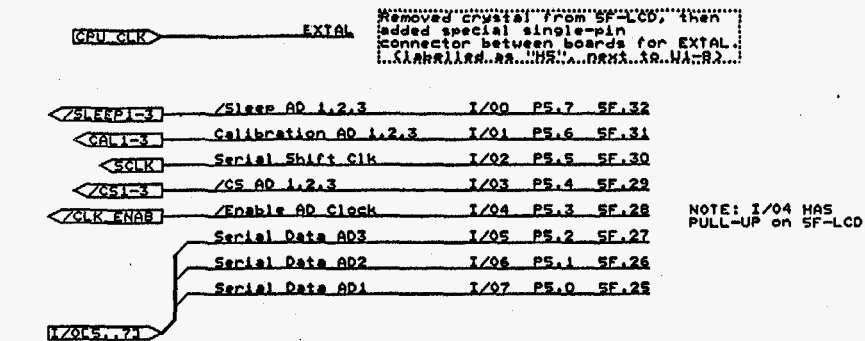 Removed crystal from SF-LCD, then
added special single-pin
connector between boards for EXTAL.
(labelled as "H5", next to U1-8)
CPU CLK EXTAL
/SLEEP1-3 /Sleep AD 1,2,3 I/O0 P5.7 SF.32
CAL1-3 Calibration AD 1,2,3 I/O1 P5.6 SF.31
SCLK Serial Shift Clk I/O2 P5.5 SF.30
/CS1-3 /CS AD 1,2,3 I/O3 P5.4 SF.29
/CLK ENAB /Enable AD Clock I/O4 P5.3 SF.28
NOTE: I/O4 HAS
PULL-UP on SF-LCD
Serial Data AD3 I/O5 P5.2 SF.27
Serial Data AD2 I/O6 P5.1 SF.26
Serial Data AD1 I/O7 P5.0 SF.25
I/O[5..7]